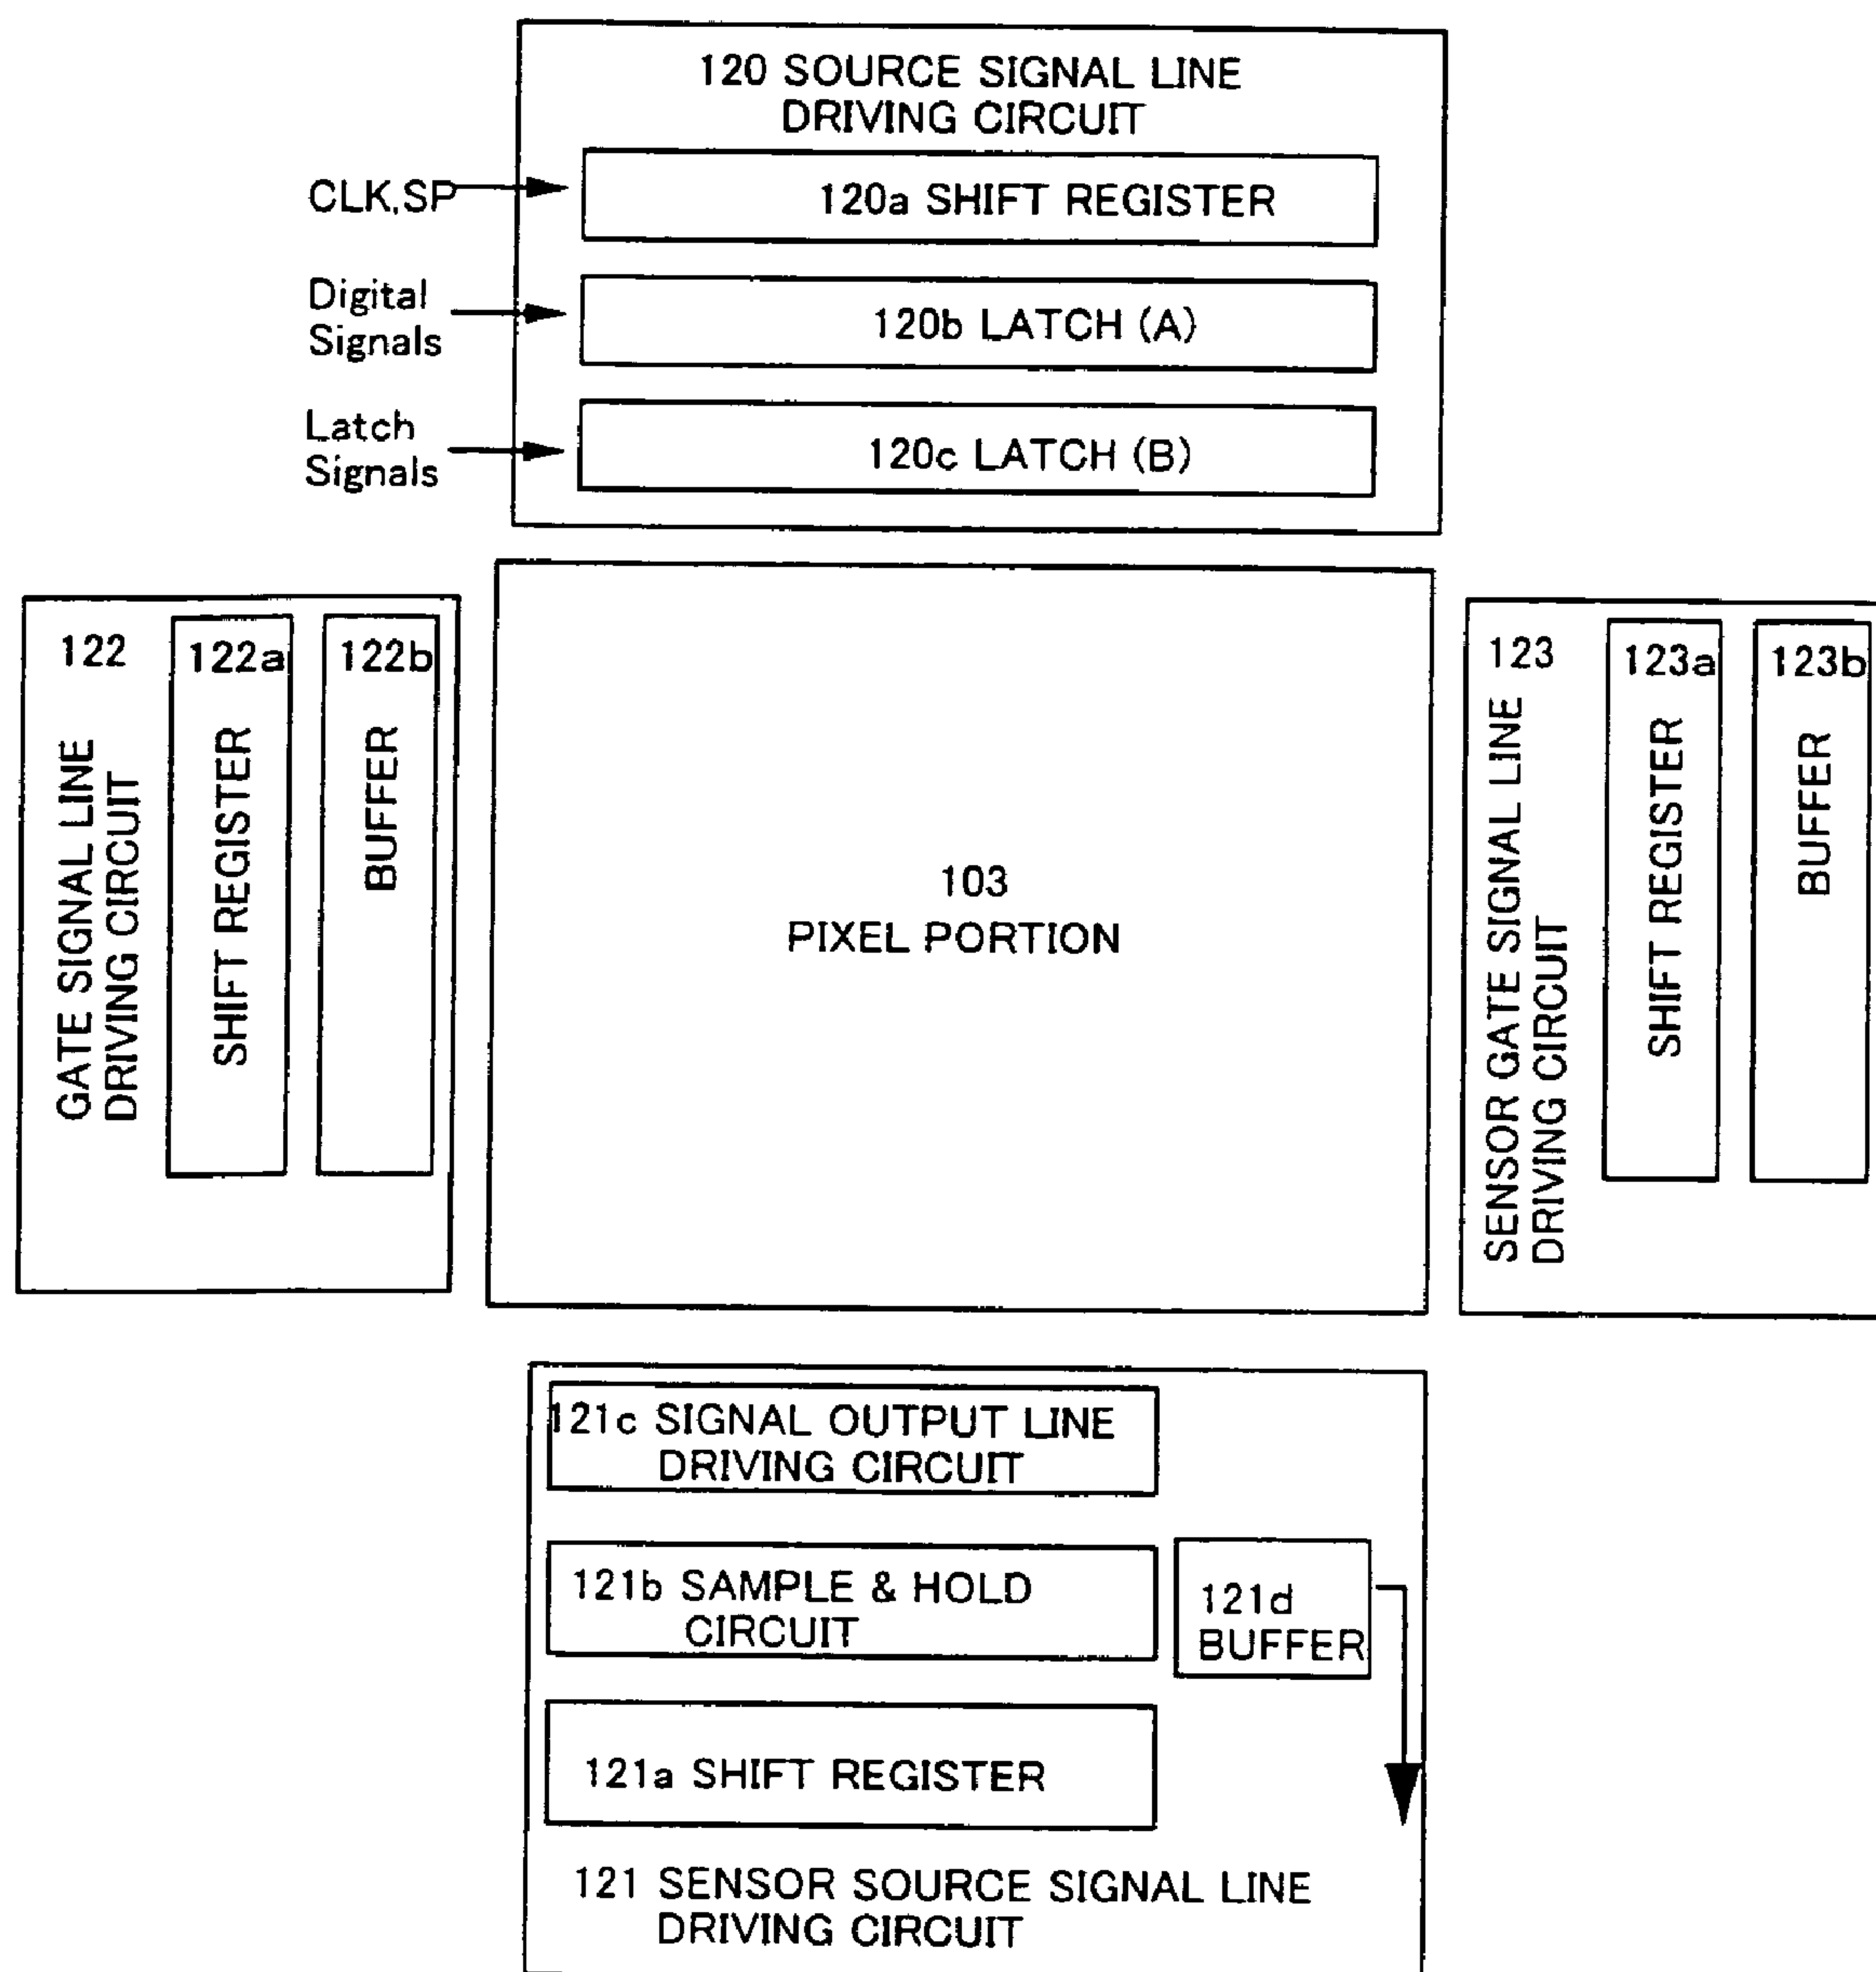 120 SOURCE SIGNAL LINE
DRIVING CIRCUIT
CLK,SP
120a SHIFT REGISTER
Digital
Signals
120b LATCH (A)
Latch
Signals
120c LATCH (B)
122
GATE SIGNAL LINE
DRIVING CIRCUIT
122a
SHIFT REGISTER
122b
BUFFER
103
PIXEL PORTION
123
SENSOR GATE SIGNAL LINE
DRIVING CIRCUIT
123a
SHIFT REGISTER
123b
BUFFER
121c SIGNAL OUTPUT LINE
DRIVING CIRCUIT
121b SAMPLE & HOLD
CIRCUIT
121d
BUFFER
121a SHIFT REGISTER
121 SENSOR SOURCE SIGNAL LINE
DRIVING CIRCUIT